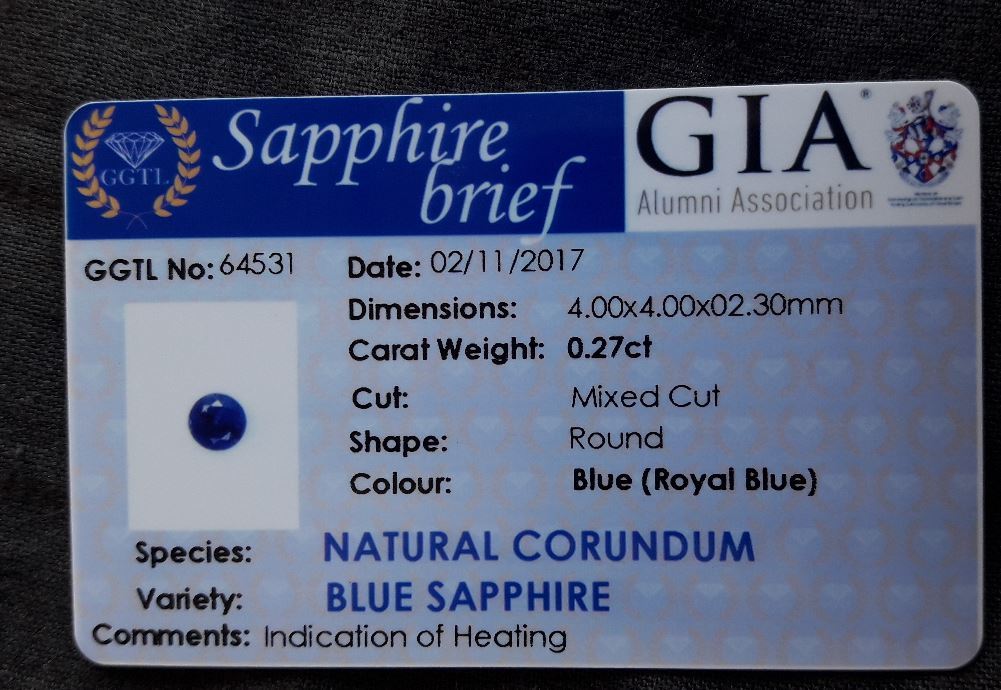 GGTL
Sapphire
brief
GIA®
Alumni Association
GGTL No: 64531
Date: 02/11/2017
Dimensions: 4.00x4.00x02.30mm
Carat Weight: 0.27ct
Cut: Mixed Cut
Shape: Round
Colour: Blue (Royal Blue)
Species: NATURAL CORUNDUM
Variety: BLUE SAPPHIRE
Comments: Indication of Heating